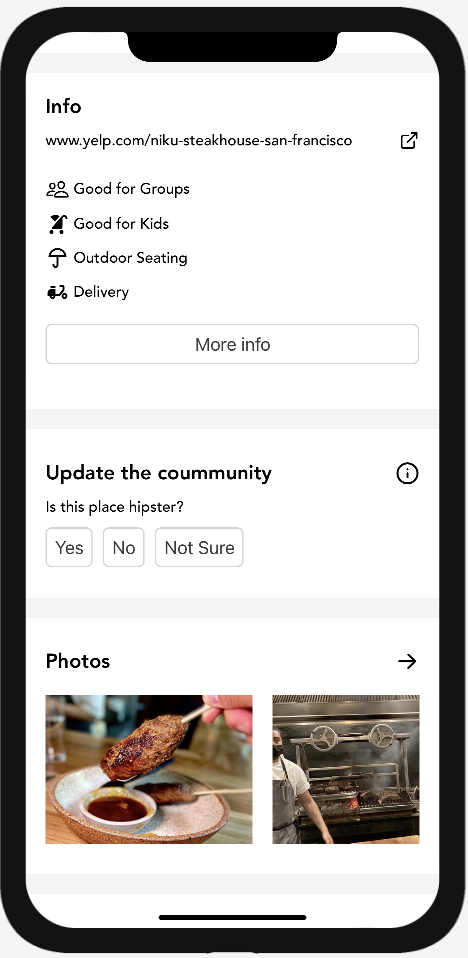 Info
www.yelp.com/niku-steakhouse-san-francisco
Good for Groups
Good for Kids
Outdoor Seating
Delivery
More info
Update the coummunity
Is this place hipster?
Yes No Not Sure
Photos